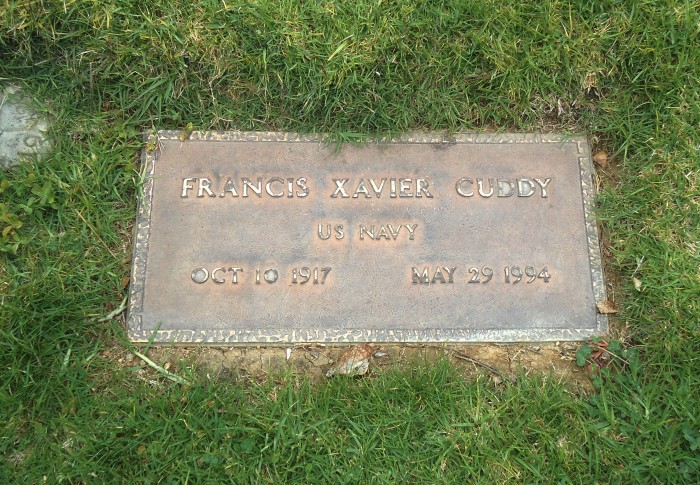 FRANCIS XAVIER CUDDY
US NAVY
OCT 10 1917 MAY 29 1994